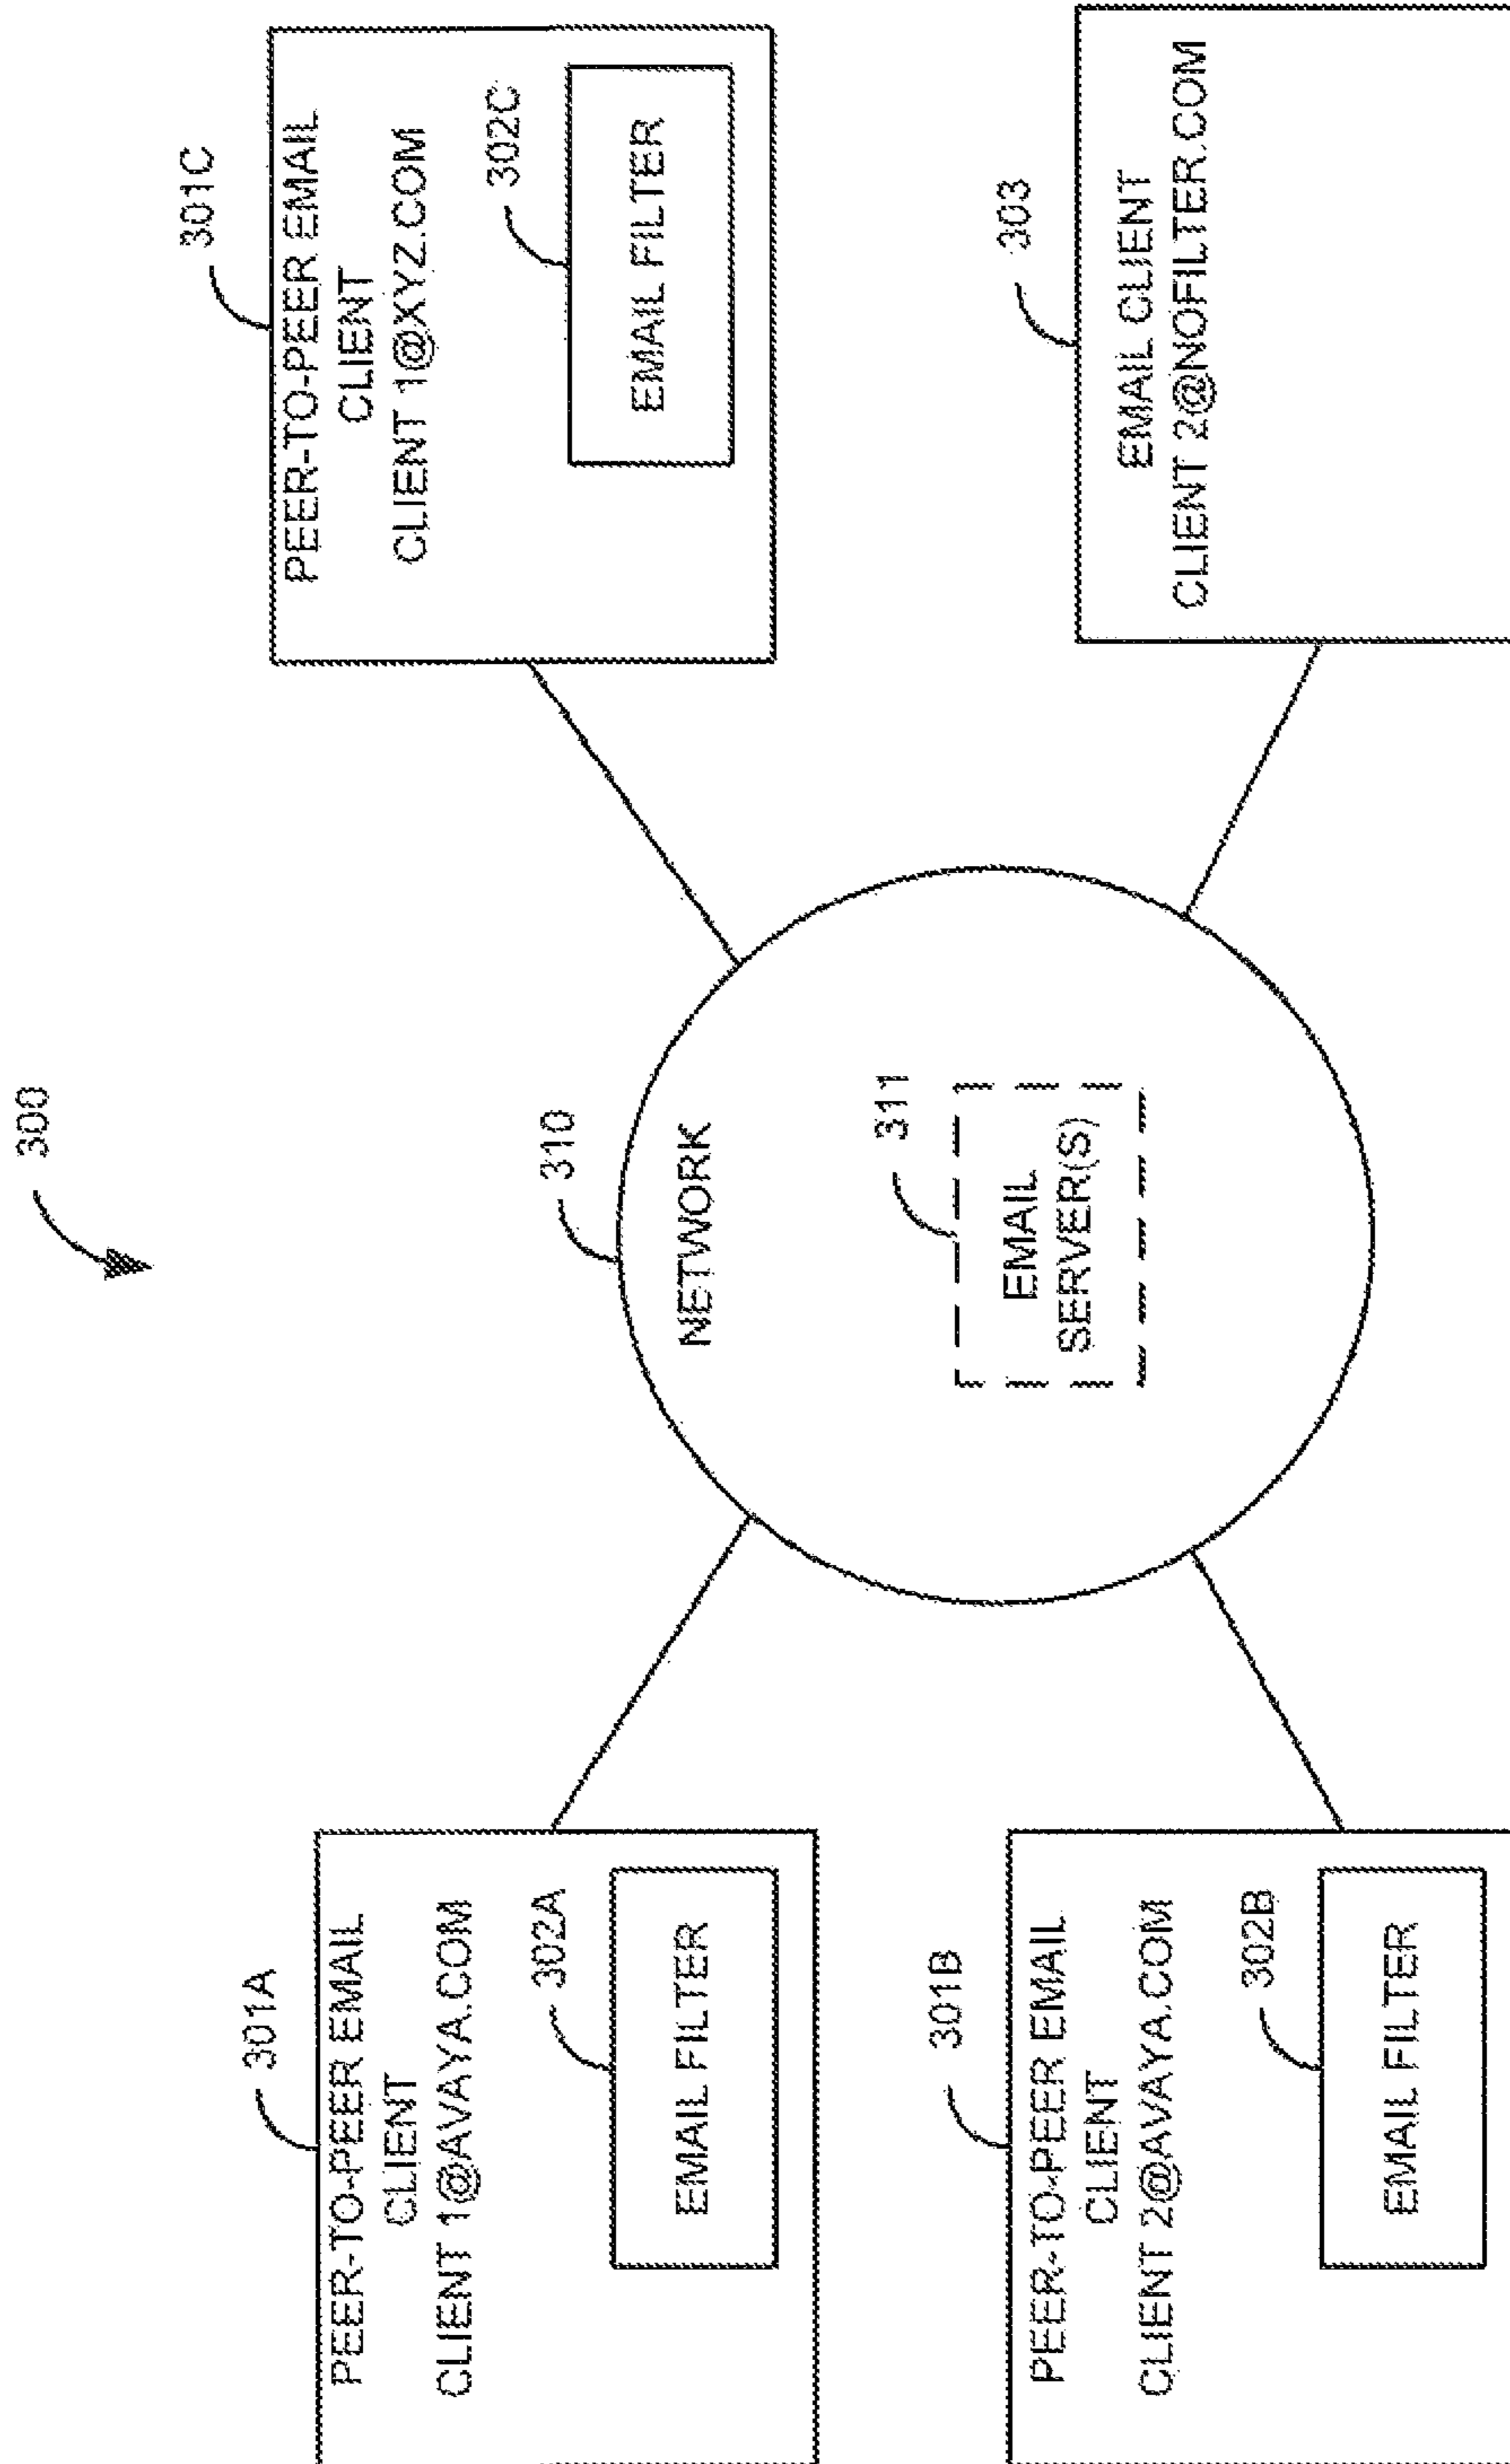 300
301A
PEER-TO-PEER EMAIL
CLIENT
CLIENT 1@AVAYA.COM
302A
EMAIL FILTER
301B
PEER-TO-PEER EMAIL
CLIENT
CLIENT 2@AVAYA.COM
302B
EMAIL FILTER
310
NETWORK
311
EMAIL
SERVER(S)
301C
PEER-TO-PEER EMAIL
CLIENT
CLIENT 1@XYZ.COM
302C
EMAIL FILTER
303
EMAIL CLIENT
CLIENT 2@NOFILTER.COM